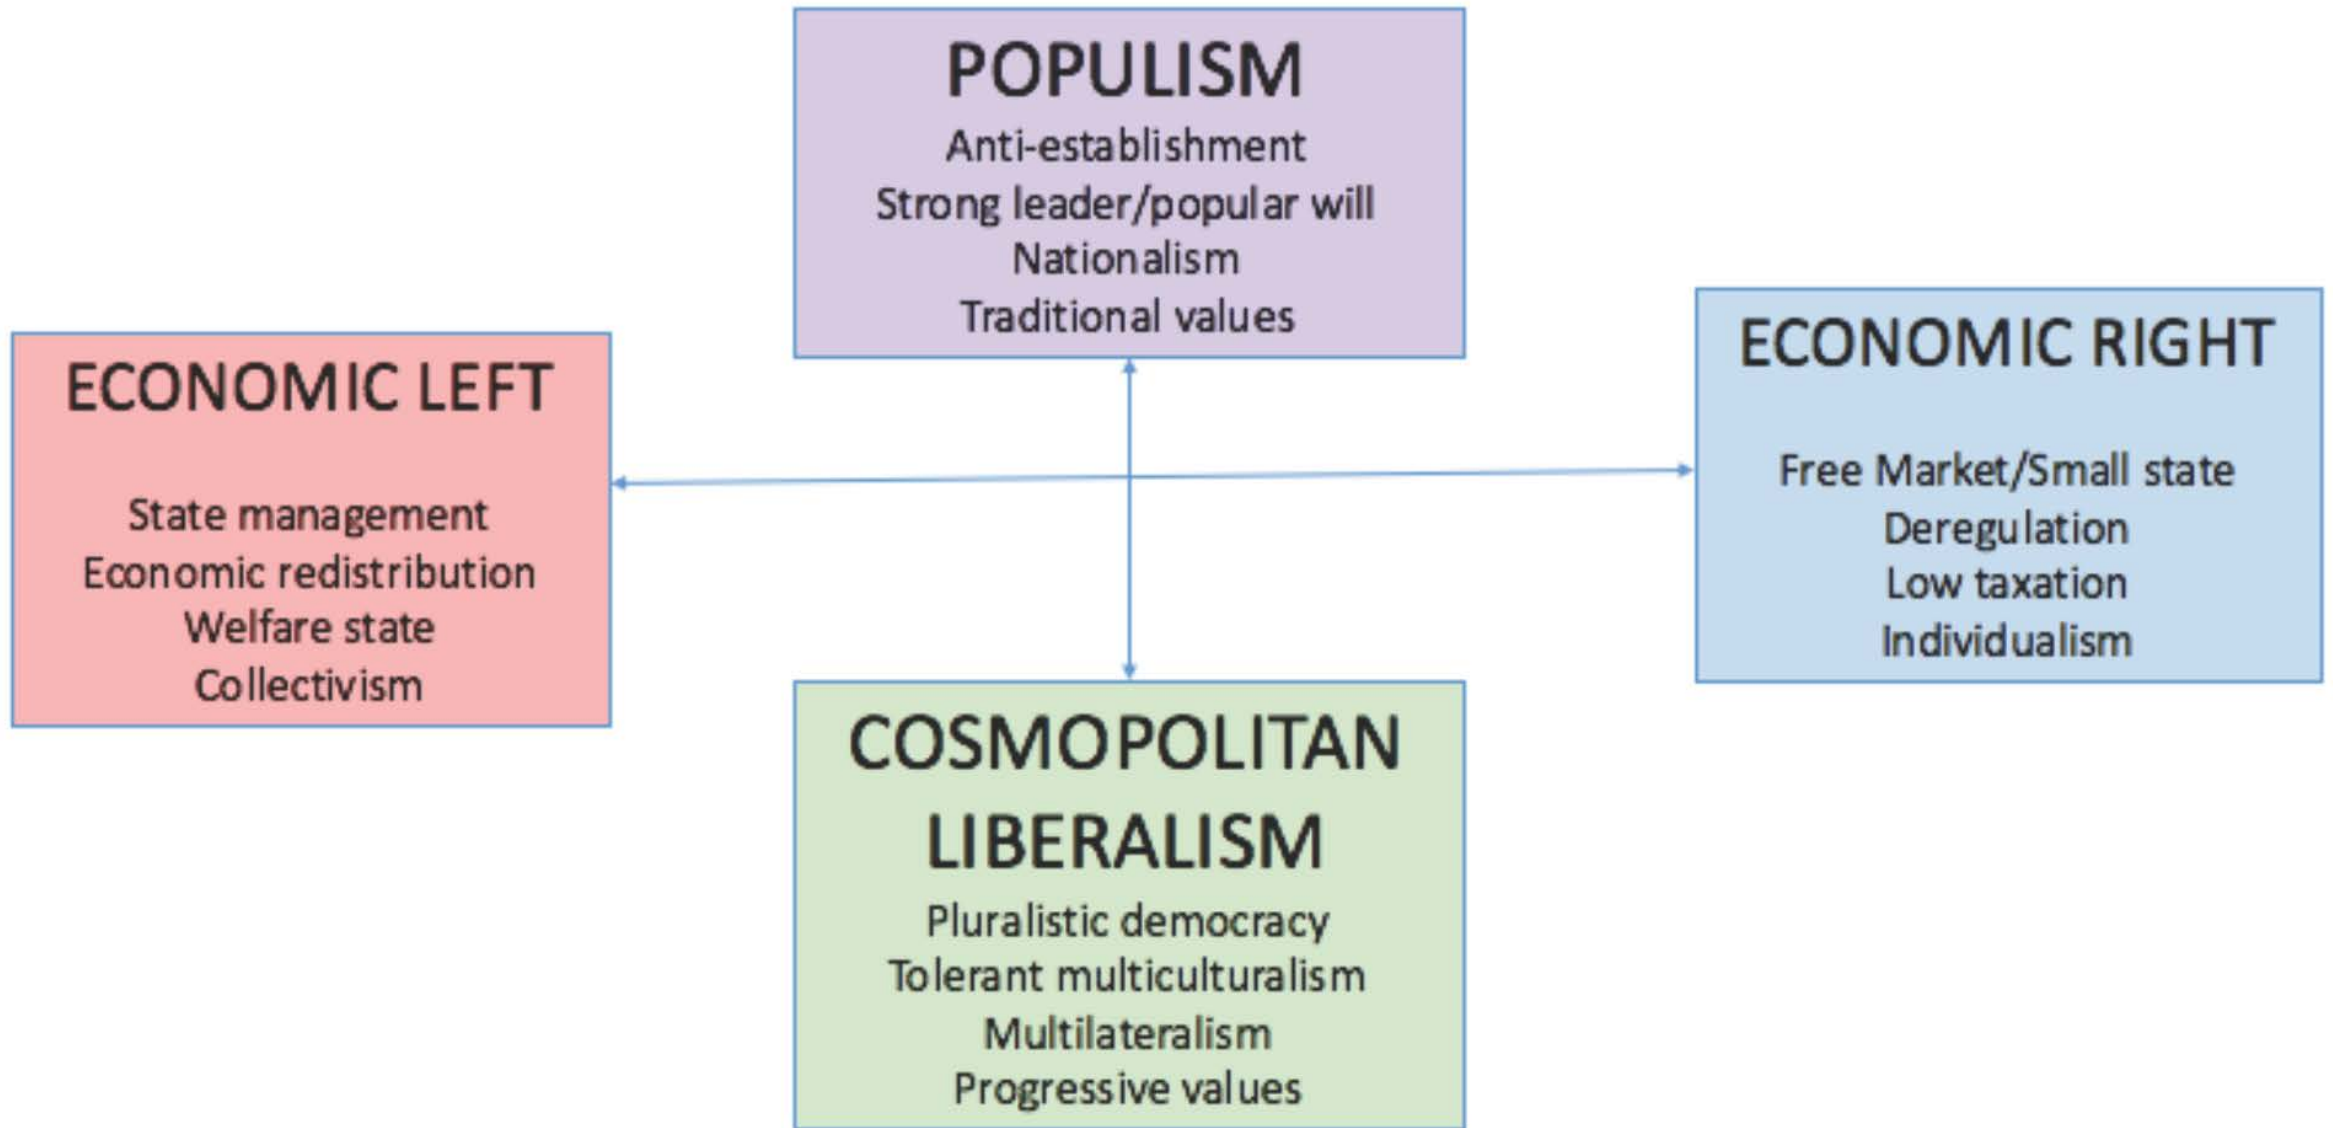 POPULISM
Anti-establishment
Strong leader/popular will
Nationalism
Traditional values
ECONOMIC LEFT
State management
Economic redistribution
Welfare state
Collectivism
ECONOMIC RIGHT
Free Market/Small state
Deregulation
Low taxation
Individualism
COSMOPOLITAN
LIBERALISM
Pluralistic democracy
Tolerant multiculturalism
Multilateralism
Progressive values